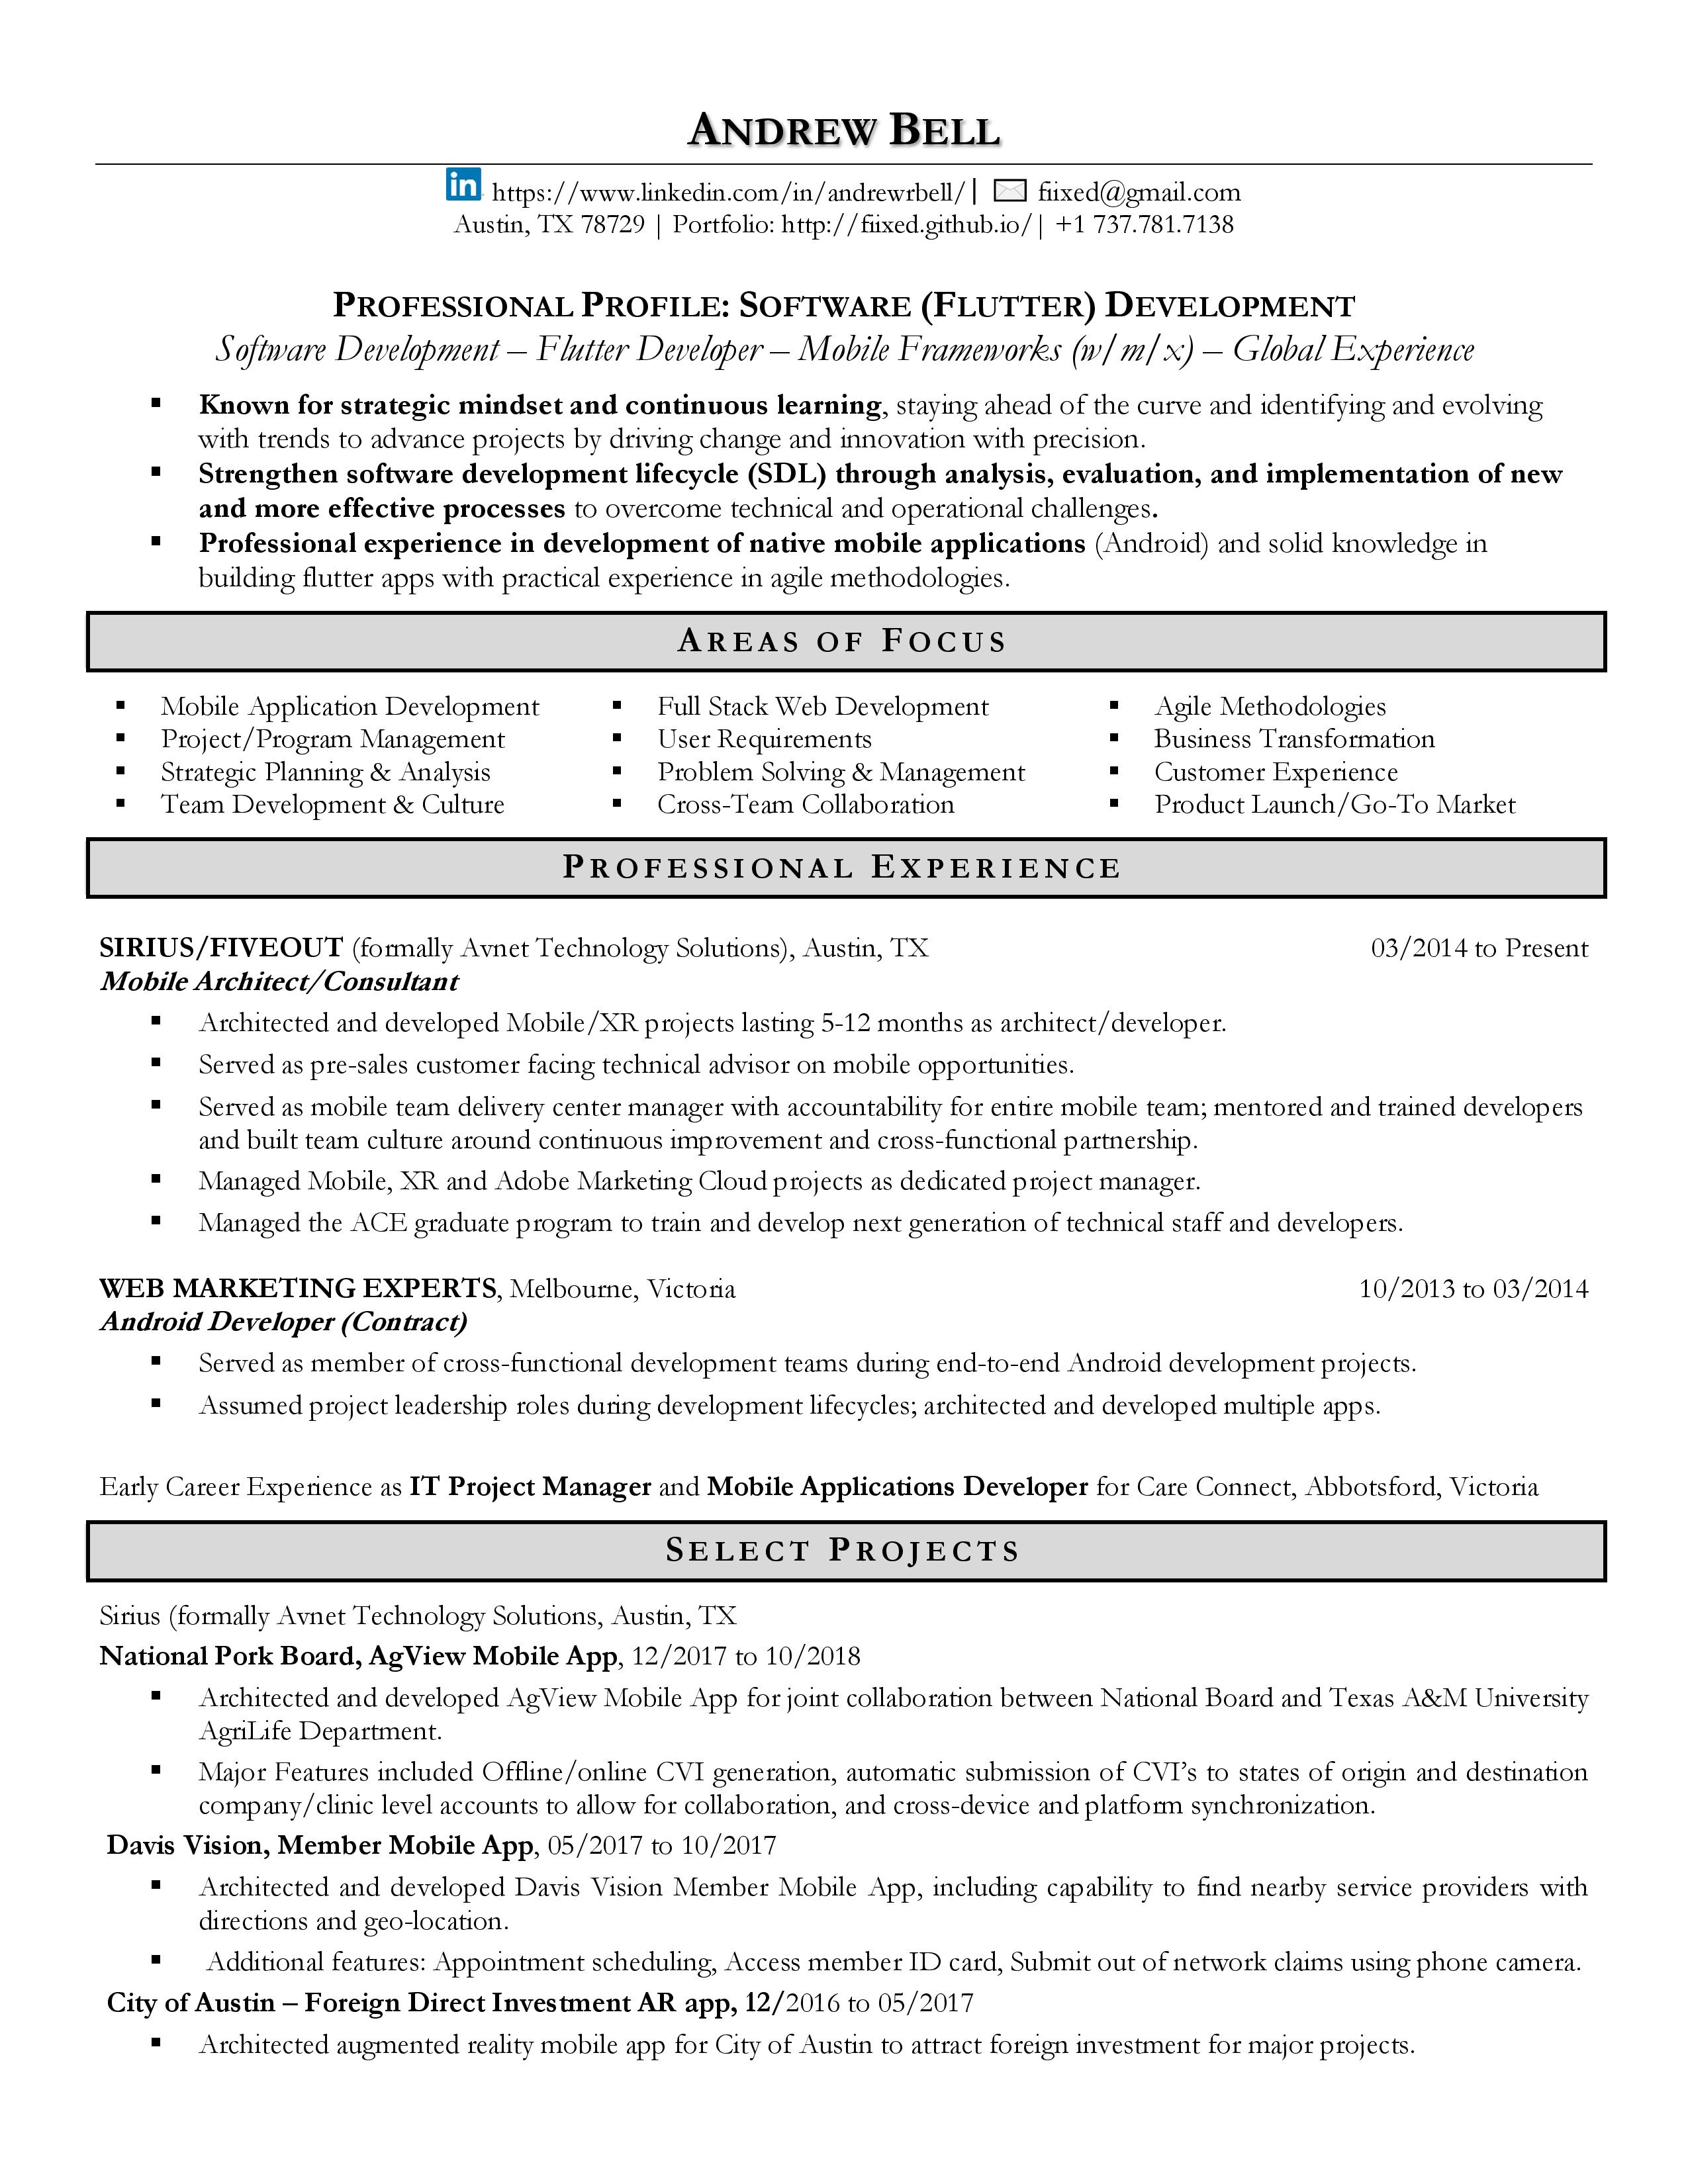 ANDREW BELL
in https://www.linkedin.com/in/andrewrbell/| fiixed@gmail.com
Austin, TX 78729 | Portfolio: http://fiixed.github.io/| +1 737.781.7138
PROFESSIONAL PROFILE: SOFTWARE (FLUTTER) DEVELOPMENT
Software Development – Flutter Developer – Mobile Frameworks (w/m/x) – Global Experience
▪ Known for strategic mindset and continuous learning, staying ahead of the curve and identifying and evolving
with trends to advance projects by driving change and innovation with precision.
▪ Strengthen software development lifecycle (SDL) through analysis, evaluation, and implementation of new
and more effective processes to overcome technical and operational challenges.
▪ Professional experience in development of native mobile applications (Android) and solid knowledge in
building flutter apps with practical experience in agile methodologies.
AREAS OF FOCUS
▪ Mobile Application Development ▪ Full Stack Web Development ▪ Agile Methodologies
▪ Project/Program Management ▪ User Requirements ▪ Business Transformation
▪ Strategic Planning & Analysis ▪ Problem Solving & Management ▪ Customer Experience
▪ Team Development & Culture ▪ Cross-Team Collaboration ▪ Product Launch/Go-To Market
PROFESSIONAL EXPERIENCE
SIRIUS/FIVEOUT (formally Avnet Technology Solutions), Austin, TX 03/2014 to Present
Mobile Architect/Consultant
▪ Architected and developed Mobile/XR projects lasting 5-12 months as architect/developer.
▪ Served as pre-sales customer facing technical advisor on mobile opportunities.
▪ Served as mobile team delivery center manager with accountability for entire mobile team; mentored and trained developers
and built team culture around continuous improvement and cross-functional partnership.
▪ Managed Mobile, XR and Adobe Marketing Cloud projects as dedicated project manager.
▪ Managed the ACE graduate program to train and develop next generation of technical staff and developers.
WEB MARKETING EXPERTS, Melbourne, Victoria 10/2013 to 03/2014
Android Developer (Contract)
▪ Served as member of cross-functional development teams during end-to-end Android development projects.
▪ Assumed project leadership roles during development lifecycles; architected and developed multiple apps.
Early Career Experience as IT Project Manager and Mobile Applications Developer for Care Connect, Abbotsford, Victoria
SELECT PROJECTS
Sirius (formally Avnet Technology Solutions, Austin, TX
National Pork Board, AgView Mobile App, 12/2017 to 10/2018
▪ Architected and developed AgView Mobile App for joint collaboration between National Board and Texas A&M University
AgriLife Department.
▪ Major Features included Offline/online CVI generation, automatic submission of CVI’s to states of origin and destination
company/clinic level accounts to allow for collaboration, and cross-device and platform synchronization.
Davis Vision, Member Mobile App, 05/2017 to 10/2017
▪ Architected and developed Davis Vision Member Mobile App, including capability to find nearby service providers with
directions and geo-location.
▪ Additional features: Appointment scheduling, Access member ID card, Submit out of network claims using phone camera.
City of Austin – Foreign Direct Investment AR app, 12/2016 to 05/2017
▪ Architected augmented reality mobile app for City of Austin to attract foreign investment for major projects.